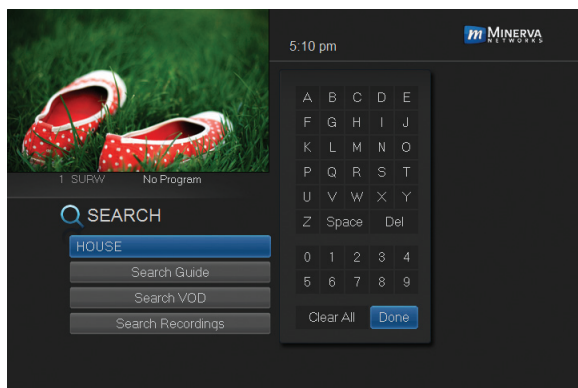 5:10 pm
m MINERVA
NETWORKS
1 SURW No Program
SEARCH
HOUSE
Search Guide
Search VOD
Search Recordings
A B C D E
F G H I J
K L M N O
P Q R S T
U V W X Y
Z Space Del
0 1 2 3 4
5 6 7 8 9
Clear All Done